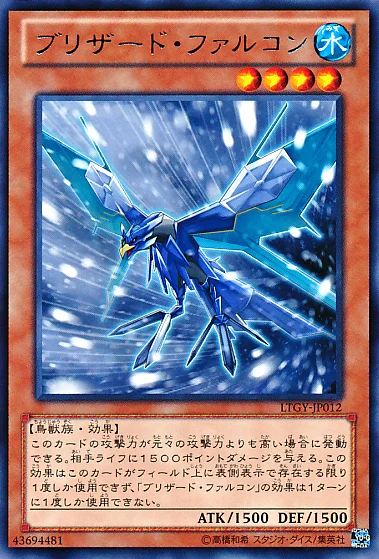 ブリザード・ファルコン
水
LTGY-JP012
【鳥獣族・効果】
このカードの攻撃力が元々の攻撃力よりも高い場合に発動
できる。相手ライフに1500ポイントダメージを与える。この
効果はこのカードがフィールド上に表側表示で存在する限り
1度しか使用できず、「ブリザード・ファルコン」の効果は1ターン
に1度しか使用できない。
ATK/1500 DEF/1500
43694481
©高橋和希 スタジオ・ダイス/集英社